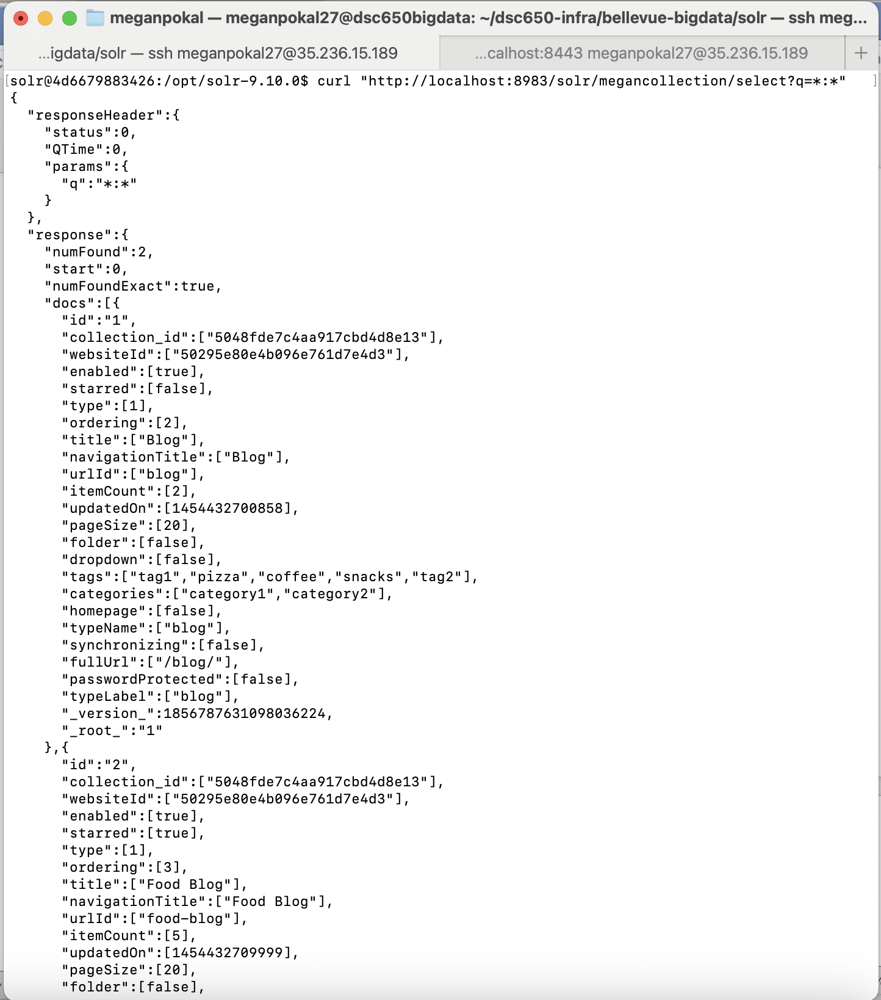 meganpokal — meganpokal27@dsc650bigdata: ~/dsc650-infra/bellevue-bigdata/solr — ssh meg...
...igdata/solr — ssh meganpokal27@35.236.15.189
...calhost:8443 meganpokal27@35.236.15.189
+
[solr@4d6679883426:/opt/solr-9.10.0$ curl "http://localhost:8983/solr/megancollection/select?q=*:*" ]
{
  "responseHeader":{
    "status":0,
    "QTime":0,
    "params":{
      "q":"*:*"
    }
  },
  "response":{
    "numFound":2,
    "start":0,
    "numFoundExact":true,
    "docs":[{
      "id":"1",
      "collection_id":["5048fde7c4aa917cbd4d8e13"],
      "websiteId":["50295e80e4b096e761d7e4d3"],
      "enabled":[true],
      "starred":[false],
      "type":[1],
      "ordering":[2],
      "title":["Blog"],
      "navigationTitle":["Blog"],
      "urlId":["blog"],
      "itemCount":[2],
      "updatedOn":[1454432700858],
      "pageSize":[20],
      "folder":[false],
      "dropdown":[false],
      "tags":["tag1","pizza","coffee","snacks","tag2"],
      "categories":["category1","category2"],
      "homepage":[false],
      "typeName":["blog"],
      "synchronizing":[false],
      "fullUrl":["/blog/"],
      "passwordProtected":[false],
      "typeLabel":["blog"],
      "_version_":1856787631098036224,
      "_root_":"1"
    },{
      "id":"2",
      "collection_id":["5048fde7c4aa917cbd4d8e13"],
      "websiteId":["50295e80e4b096e761d7e4d3"],
      "enabled":[true],
      "starred":[true],
      "type":[1],
      "ordering":[3],
      "title":["Food Blog"],
      "navigationTitle":["Food Blog"],
      "urlId":["food-blog"],
      "itemCount":[5],
      "updatedOn":[1454432709999],
      "pageSize":[20],
      "folder":[false],